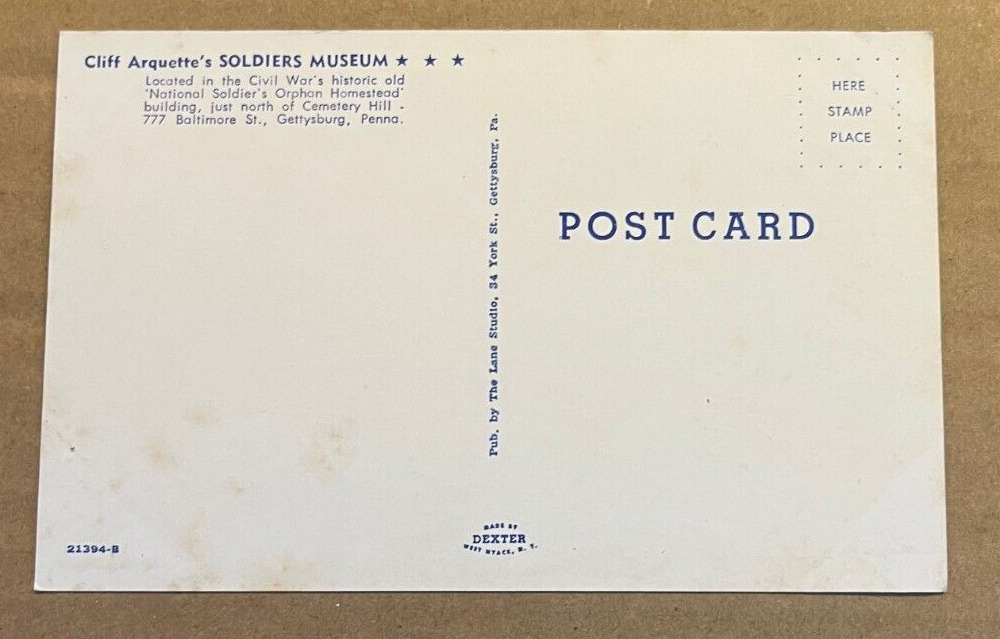 Cliff Arquette's SOLDIERS MUSEUM ★ ★ ★
Located in the Civil War's historic old
'National Soldier's Orphan Homestead'
building, just north of Cemetery Hill -
777 Baltimore St., Gettysburg, Penna.
Pub. by The Lane Studio, 34 York St., Gettysburg, Pa.
HERE
STAMP
PLACE
POST CARD
21394-B
MADE BY
DEXTER
WEST NYACK, N. Y.